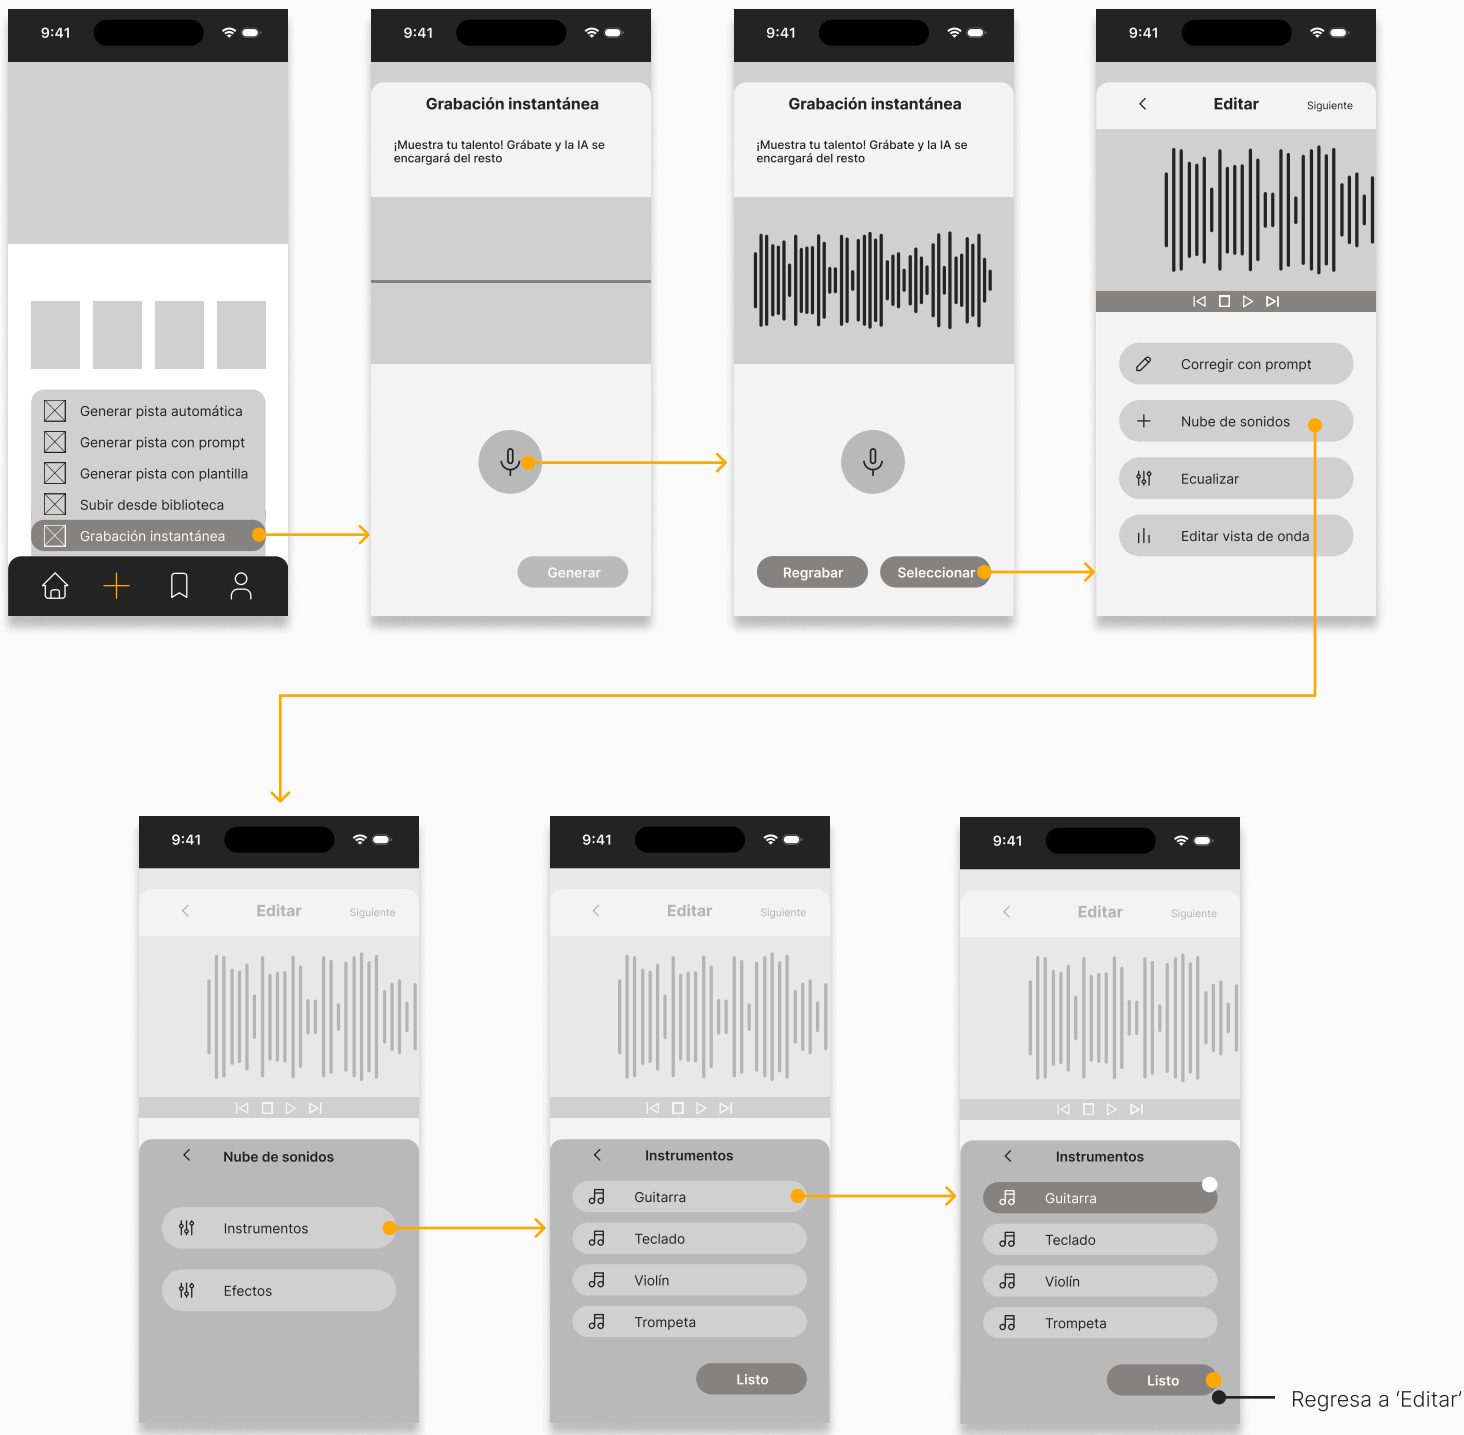 9:41
Generar pista automática
Generar pista con prompt
Generar pista con plantilla
Subir desde biblioteca
Grabación instantánea
9:41
Grabación instantánea
¡Muestra tu talento! Grábate y la IA se
encargará del resto
Generar
9:41
Grabación instantánea
¡Muestra tu talento! Grábate y la IA se
encargará del resto
Regrabar
Seleccionar
9:41
Editar
Siguiente
Corregir con prompt
Nube de sonidos
Ecualizar
Editar vista de onda
9:41
Editar
Siguiente
Nube de sonidos
Instrumentos
Efectos
9:41
Editar
Siguiente
Instrumentos
Guitarra
Teclado
Violín
Trompeta
Listo
9:41
Editar
Siguiente
Instrumentos
Guitarra
Teclado
Violín
Trompeta
Listo
Regresa a ‘Editar’